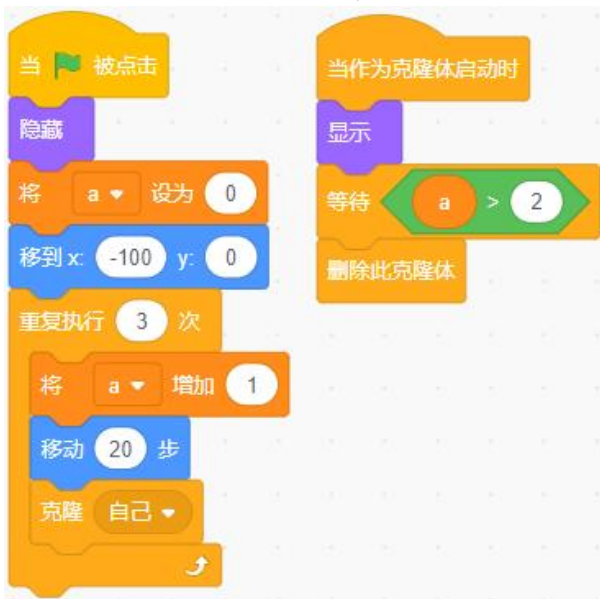 当 被点击
隐藏
将 a 设为 0
移到 x: -100 y: 0
重复执行 3 次
将 a 增加 1
移动 20 步
克隆 自己
当作为克隆体启动时
显示
等待 a > 2
删除此克隆体